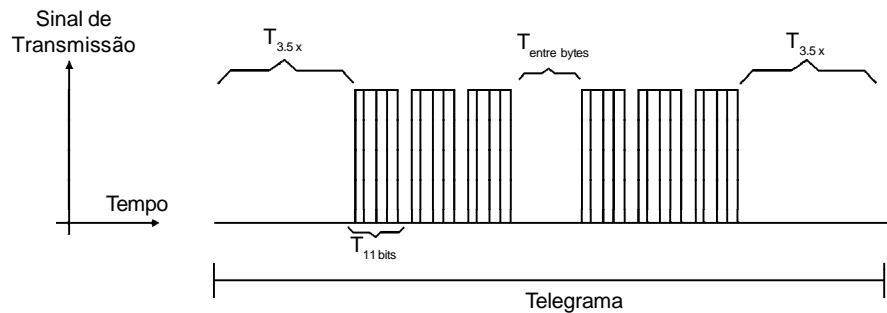 Sinal de
Transmissão
T3.5 x
Tentre bytes
T3.5 x
Tempo
T11 bits
Telegrama